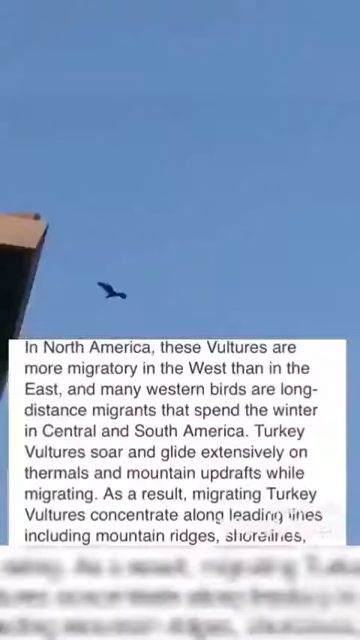 In North America, these Vultures are
more migratory in the West than in the
East, and many western birds are long-
distance migrants that spend the winter
in Central and South America. Turkey
Vultures soar and glide extensively on
thermals and mountain updrafts while
migrating. As a result, migrating Turkey
Vultures concentrate along leading lines
including mountain ridges, shorelines,